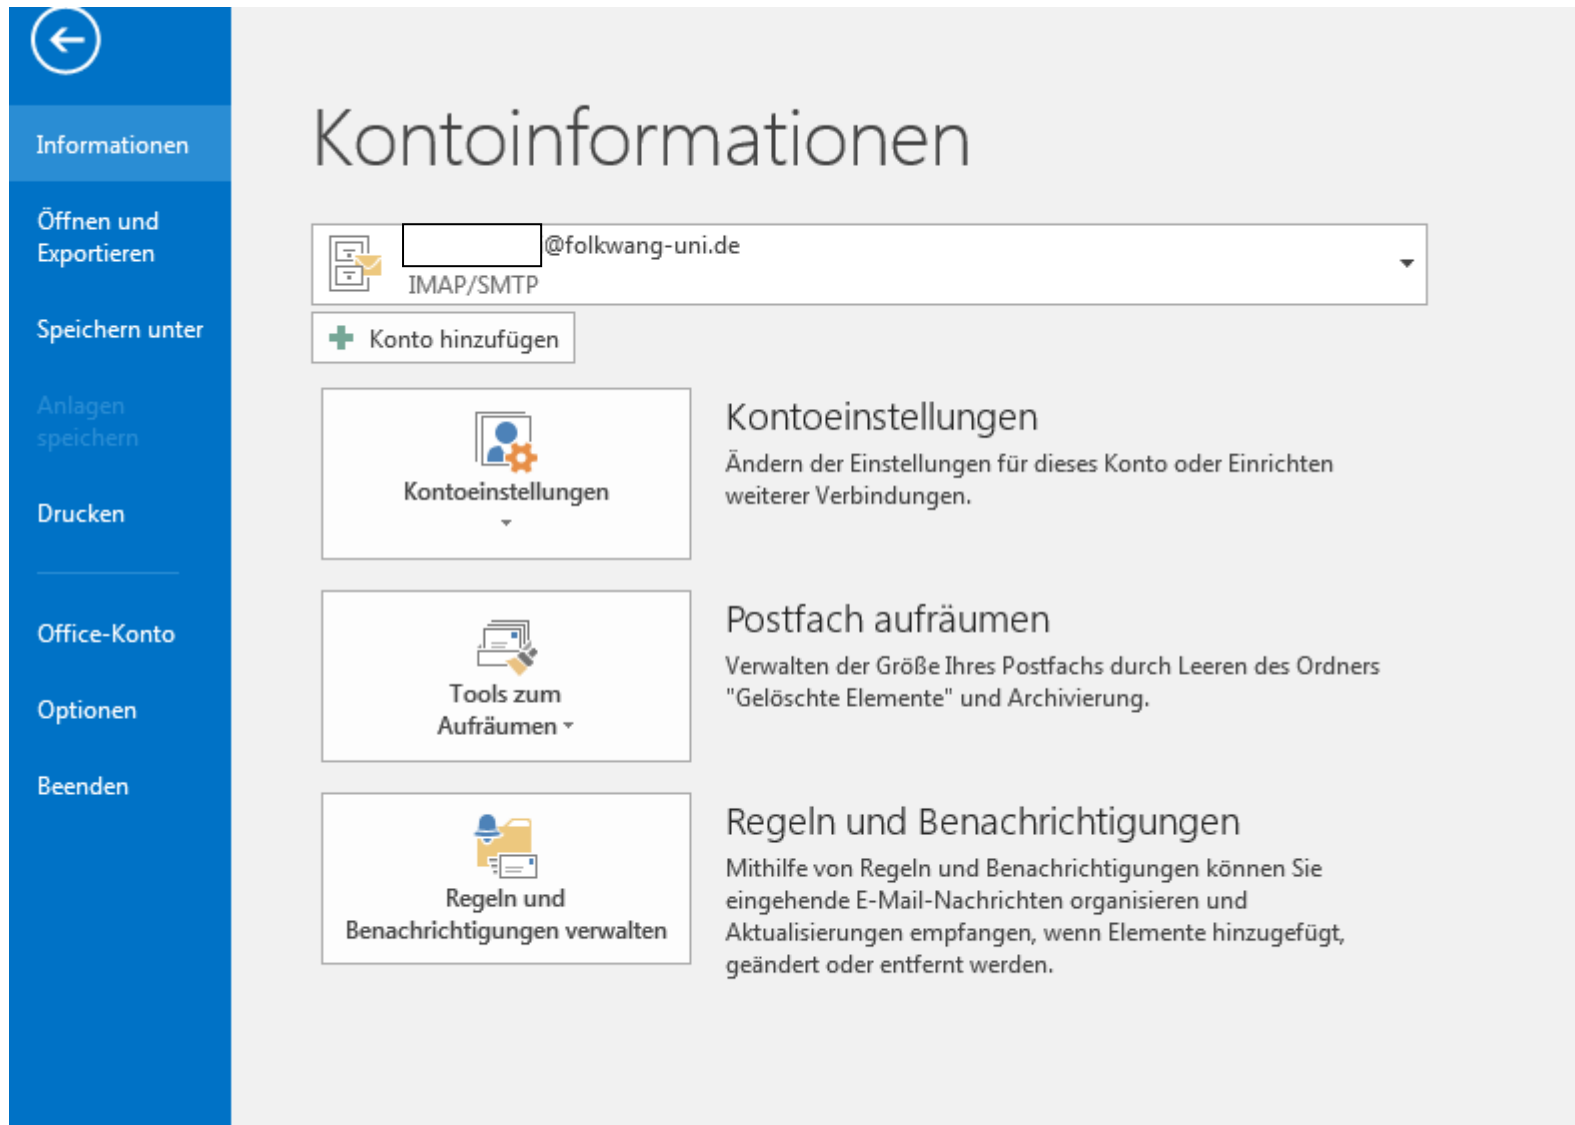 Informationen
Öffnen und
Exportieren
Speichern unter
Anlagen
speichern
Drucken
Office-Konto
Optionen
Beenden
Kontoinformationen
@folkwang-uni.de
IMAP/SMTP
Konto hinzufügen
Kontoeinstellungen
Kontoeinstellungen
Ändern der Einstellungen für dieses Konto oder Einrichten
weiterer Verbindungen.
Tools zum
Aufräumen
Postfach aufräumen
Verwalten der Größe Ihres Postfachs durch Leeren des Ordners
"Gelöschte Elemente" und Archivierung.
Regeln und
Benachrichtigungen verwalten
Regeln und Benachrichtigungen
Mithilfe von Regeln und Benachrichtigungen können Sie
eingehende E-Mail-Nachrichten organisieren und
Aktualisierungen empfangen, wenn Elemente hinzugefügt,
geändert oder entfernt werden.